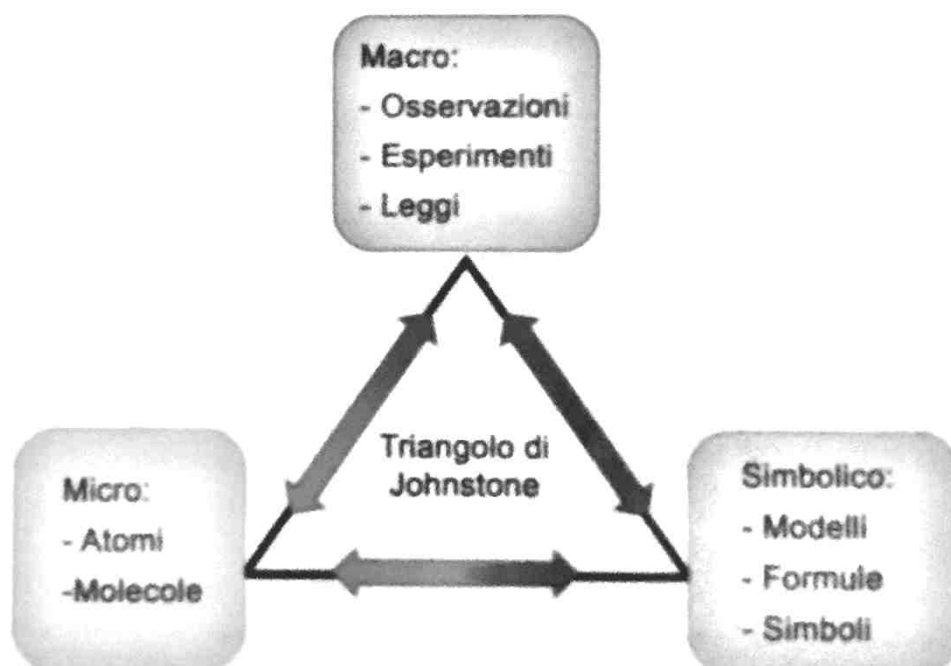 Macro:
- Osservazioni
- Esperimenti
- Leggi
Triangolo di
Johnstone
Micro:
- Atomi
-Molecole
Simbolico:
- Modelli
- Formule
- Simboli